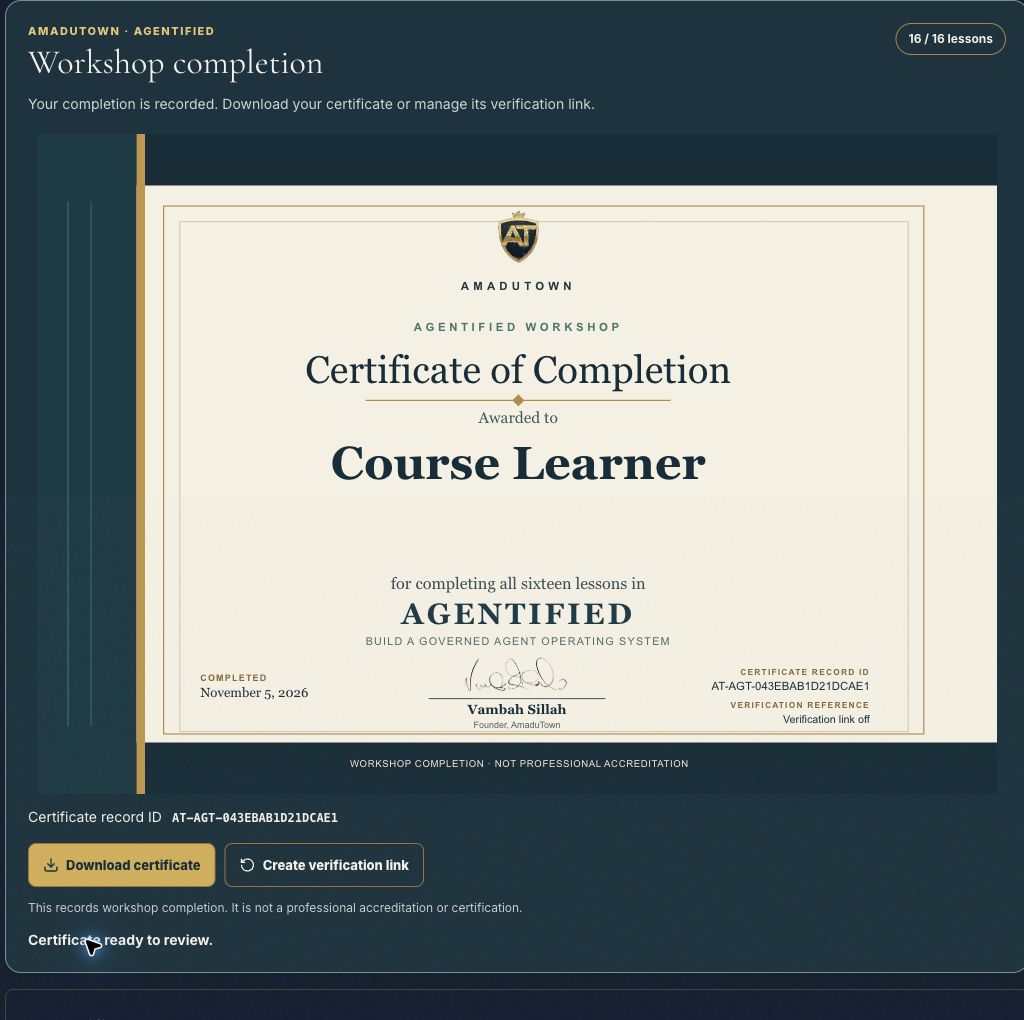 AMADUTOWN · AGENTIFIED
Workshop completion
16 / 16 lessons
Your completion is recorded. Download your certificate or manage its verification link.
AT
AMADUTOWN
AGENTIFIED WORKSHOP
Certificate of Completion
Awarded to
Course Learner
for completing all sixteen lessons in
AGENTIFIED
BUILD A GOVERNED AGENT OPERATING SYSTEM
COMPLETED
November 5, 2026
Vambah Sillah
Founder, AmaduTown
CERTIFICATE RECORD ID
AT-AGT-043EBAB1D21DCAE1
VERIFICATION REFERENCE
Verification link off
WORKSHOP COMPLETION · NOT PROFESSIONAL ACCREDITATION
Certificate record ID AT-AGT-043EBAB1D21DCAE1
Download certificate
Create verification link
This records workshop completion. It is not a professional accreditation or certification.
Certificate ready to review.